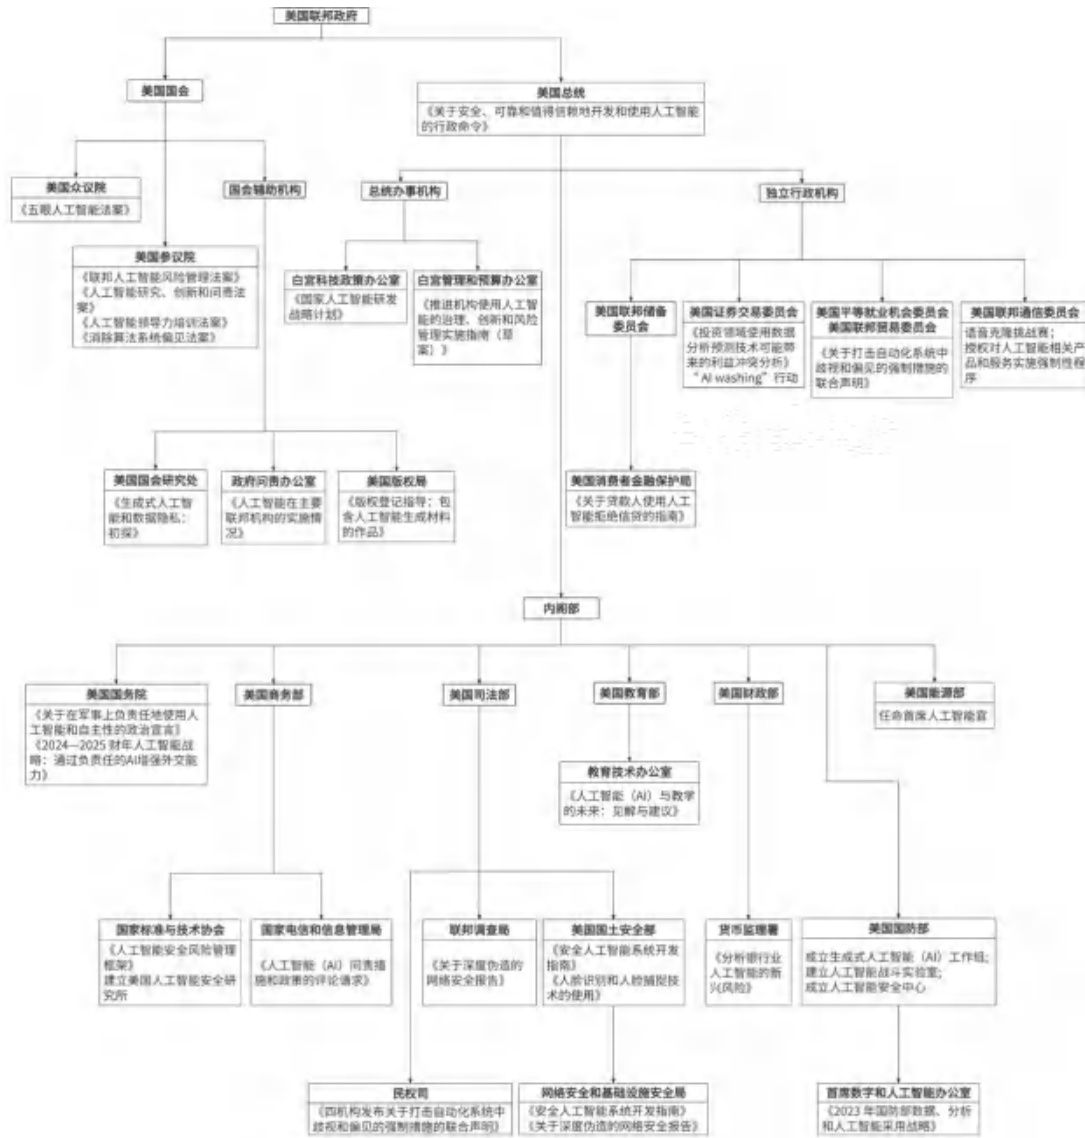 美国联邦政府
美国国会
美国总统
《关于安全、可靠和值得信赖地开发和使用人工智能
的行政命令》
美国众议院
《五眼人工智能法案》
国会辅助机构
总统办事机构
独立行政机构
美国参议院
《联邦人工智能风险管理法案》
《人工智能研究、创新和问责法
案》
《人工智能领导力培训法案》
《消除算法系统偏见法案》
白宫科技政策办公室
《国家人工智能研发
战略计划》
白宫管理和预算办公室
《推进机构使用人工智
能的治理、创新和风险
管理实施指南（草
案）》
美国联邦储备
委员会
美国证券交易委员会
《投资领域使用数据
分析预测技术可能带
来的利益冲突分析》
“AI washing”行动
美国平等就业机会委员会
美国联邦贸易委员会
《关于打击自动化系统中
歧视和偏见的强制措施的
联合声明》
美国联邦通信委员会
语音克隆挑战赛；
授权对人工智能相关产
品和服务实施强制性程
序
美国国会研究处
《生成式人工智
能和数据隐私：
初探》
政府问责办公室
《人工智能在主要
联邦机构的实施情
况》
美国版权局
《版权登记指导：包
含人工智能生成材料
的作品》
美国消费者金融保护局
《关于贷款人使用人工
智能拒绝信贷的指南》
内阁部
美国国务院
《关于在军事上负责任地使用人
工智能和自主性的政治宣言》
《2024—2025 财年人工智能战
略：通过负责任的AI增强外交能
力》
美国商务部
美国司法部
美国教育部
美国财政部
美国能源部
任命首席人工智能官
教育技术办公室
《人工智能（AI）与教学
的未来：见解与建议》
国家标准与技术协会
《人工智能安全风险管理
框架》
建立美国人工智能安全研
究所
国家电信和信息管理局
《人工智能（AI）问责措
施和政策的评论请求》
联邦调查局
《关于深度伪造的
网络安全报告》
美国国土安全部
《安全人工智能系统开发
指南》
《人脸识别和人脸捕捉技
术的使用》
货币监理署
《分析银行业
人工智能的新
兴风险》
美国国防部
成立生成式人工智能（AI）工作组;
建立人工智能战斗实验室;
成立人工智能安全中心
民权司
《四机构发布关于打击自动化系统中
歧视和偏见的强制措施的联合声明》
网络安全和基础设施安全局
《安全人工智能系统开发指南》
《关于深度伪造的网络安全报告》
首席数字和人工智能办公室
《2023 年国防部数据、分析
和人工智能采用战略》